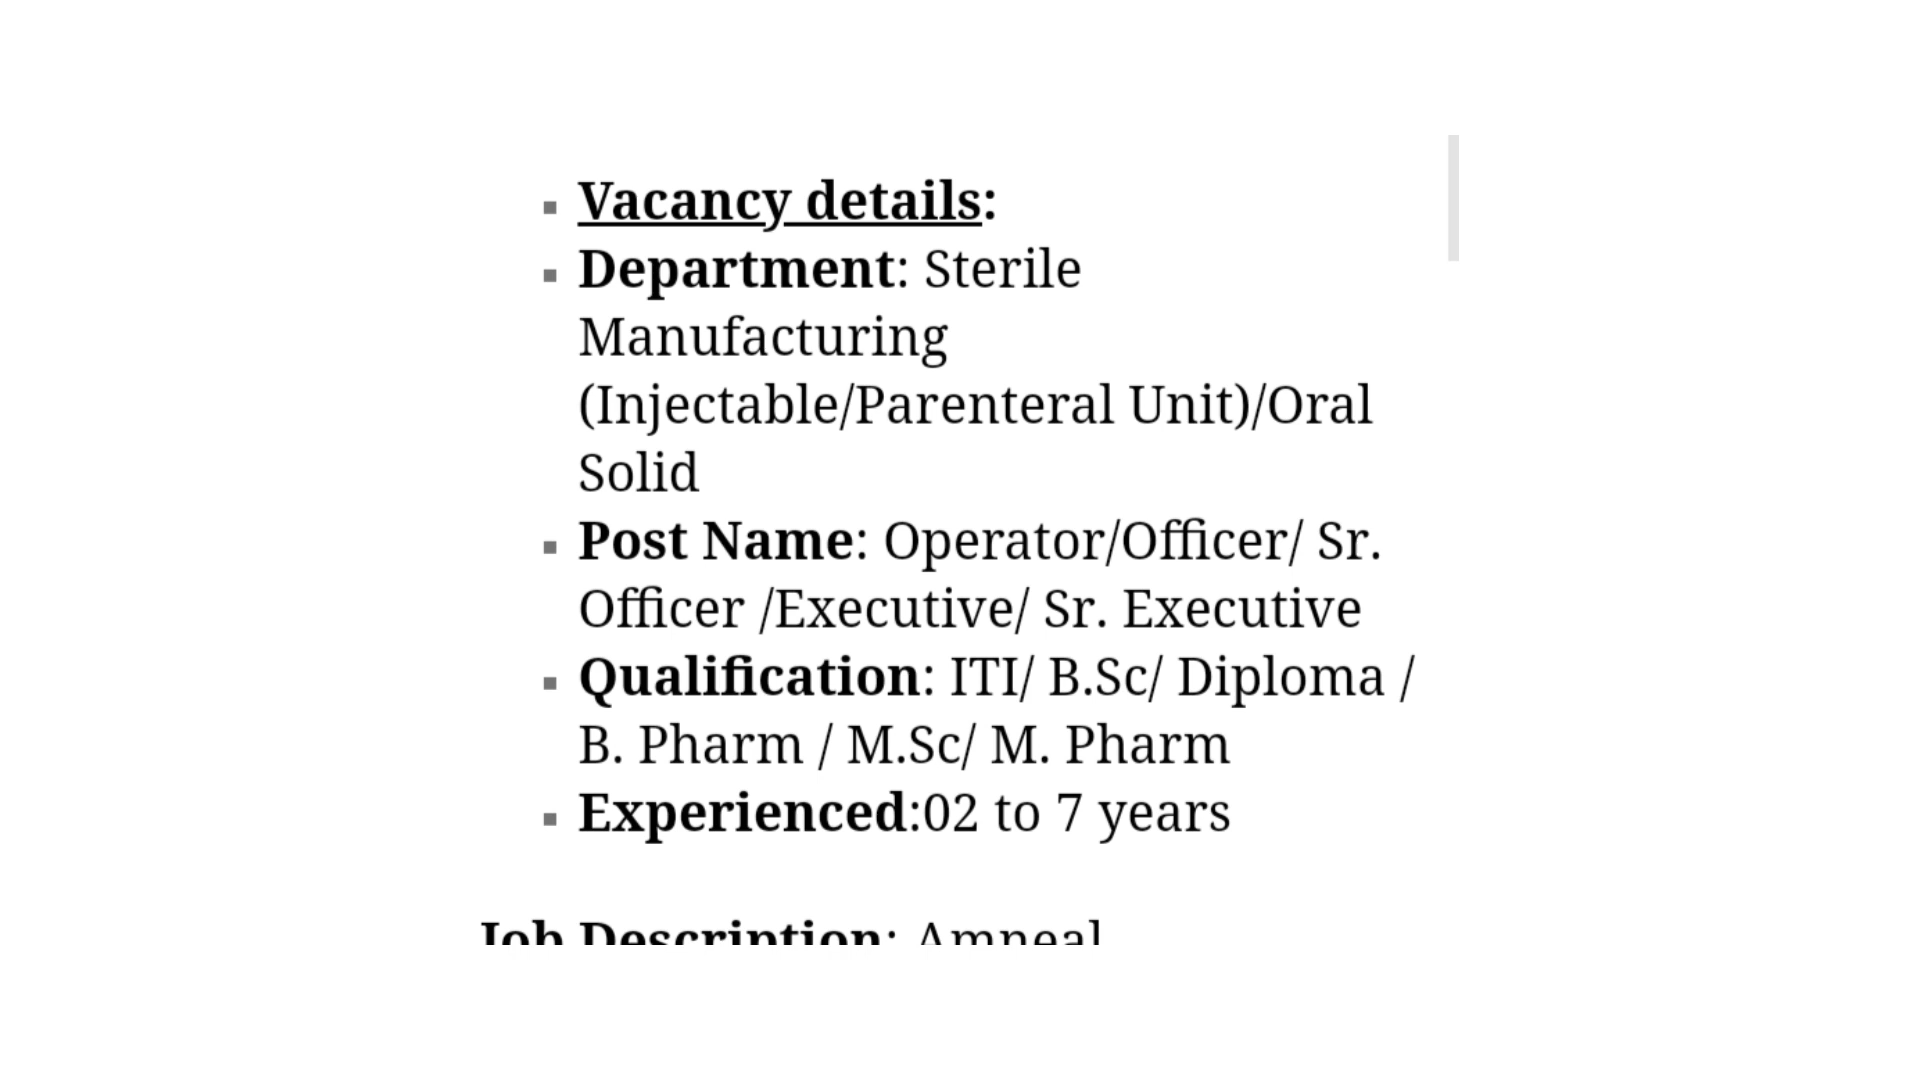 Vacancy details:
Department: Sterile
Manufacturing
(Injectable/Parenteral Unit)/Oral
Solid
Post Name: Operator/Officer/ Sr.
Officer /Executive/ Sr. Executive
Qualification: ITI/ B.Sc/ Diploma /
B. Pharm / M.Sc/ M. Pharm
Experienced:02 to 7 years
Job Description: Amneal